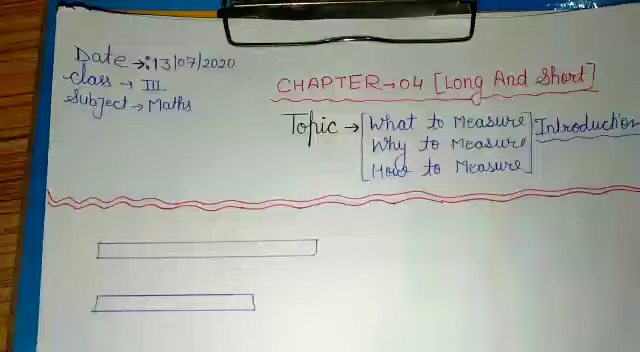 Date →: 13/07/2020
Class → III
Subject → Maths
CHAPTER → 04 [Long And Short]
Topic → [What to Measure] Introduction
Why to Measure
How to Measure